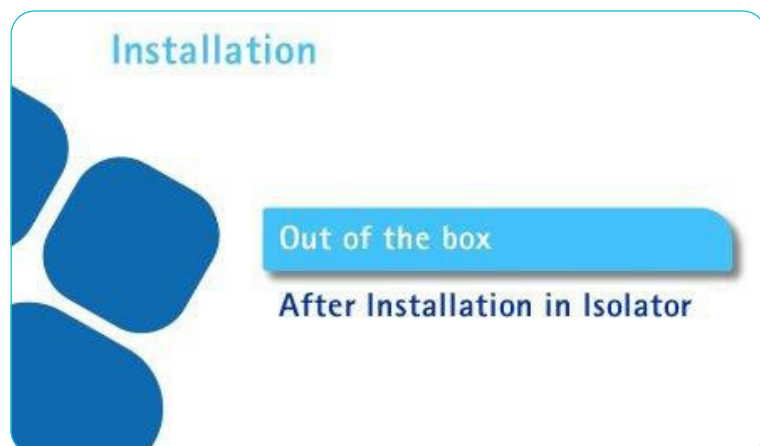 Installation
Out of the box
After Installation in Isolator